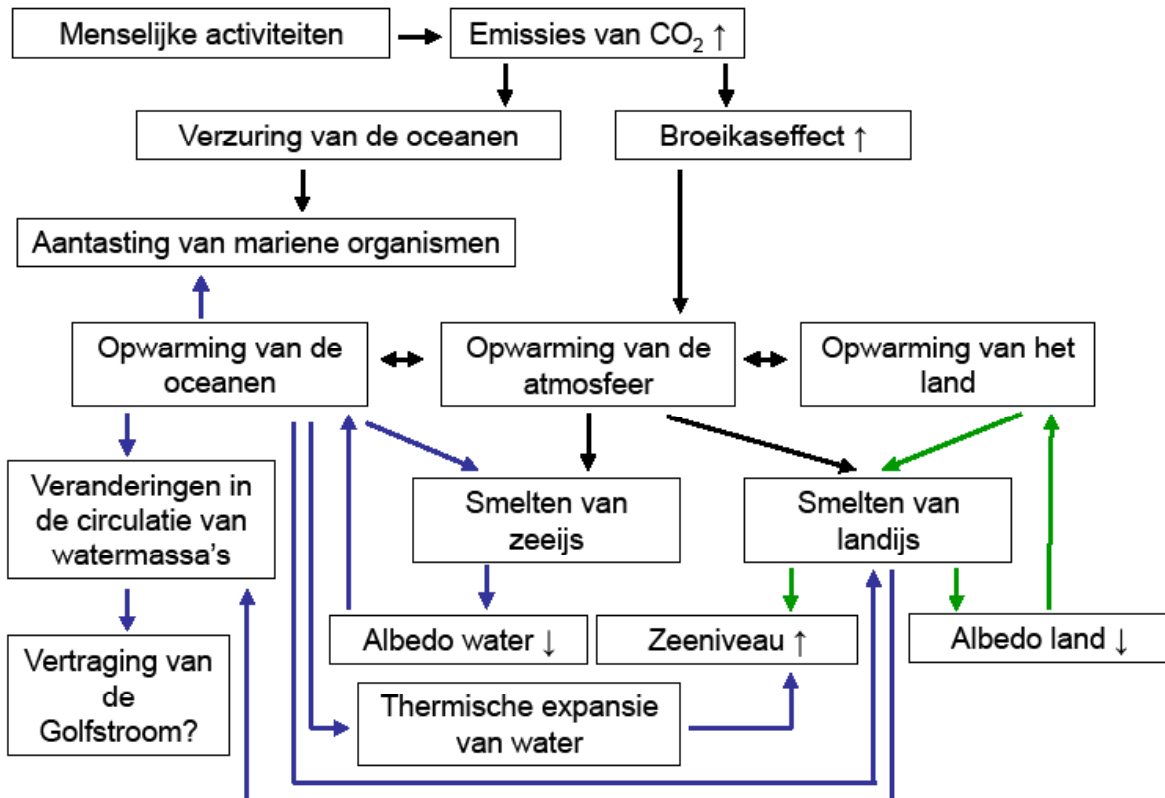 Menselijke activiteiten
Emissies van CO₂ ↑
Verzuring van de oceanen
Broeikaseffect ↑
Aantasting van mariene organismen
Opwarming van de
oceanen
Opwarming van de
atmosfeer
Opwarming van het
land
Veranderingen in
de circulatie van
watermassa's
Smelten van
zeeijs
Smelten van
landijs
Vertraging van
de
Golfstroom?
Albedo water ↓
Zeeniveau ↑
Albedo land ↓
Thermische expansie
van water